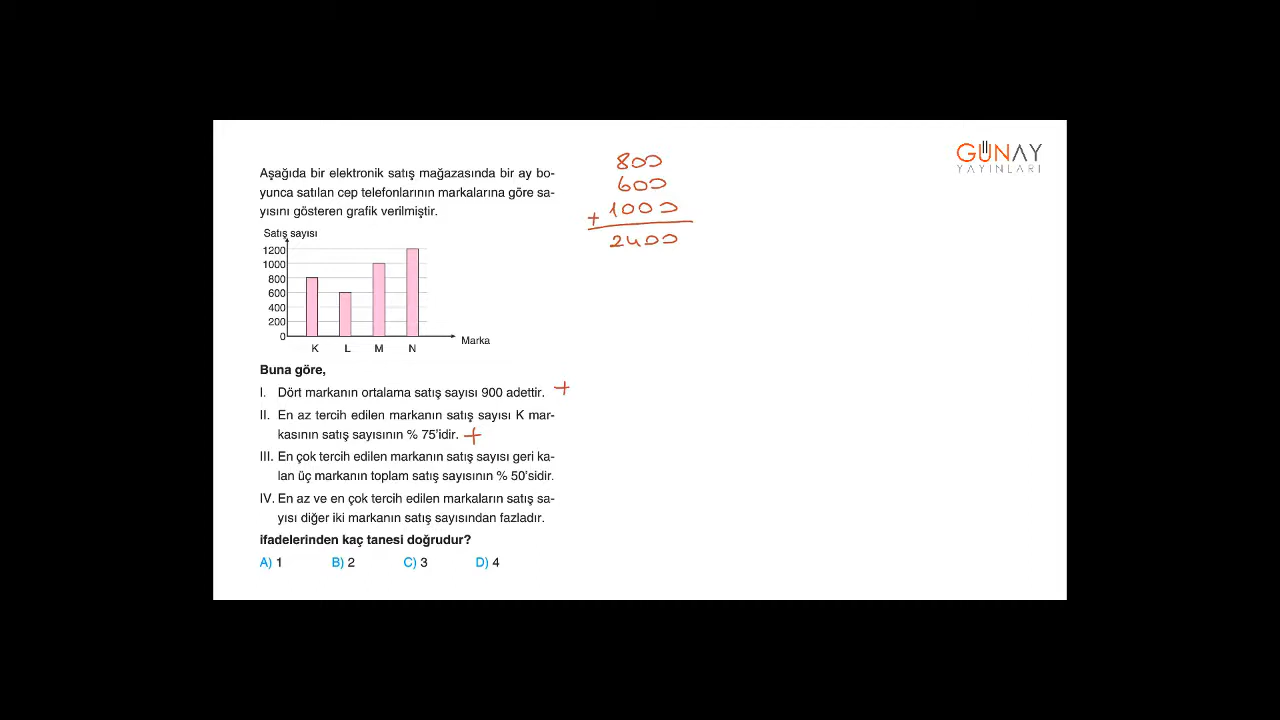 GÜNAY
YAYINLARI
Aşağıda bir elektronik satış mağazasında bir ay bo-
yunca satılan cep telefonlarının markalarına göre sa-
yısını gösteren grafik verilmiştir.
800
600
+ 1000
2400
Satış sayısı
1200
1000
800
600
400
200
0
K L M N
Marka
Buna göre,
I. Dört markanın ortalama satış sayısı 900 adettir. +
II. En az tercih edilen markanın satış sayısı K mar-
kasının satış sayısının % 75'idir. +
III. En çok tercih edilen markanın satış sayısı geri ka-
lan üç markanın toplam satış sayısının % 50'sidir.
IV. En az ve en çok tercih edilen markaların satış sa-
yısı diğer iki markanın satış sayısından fazladır.
ifadelerinden kaç tanesi doğrudur?
A) 1 B) 2 C) 3 D) 4